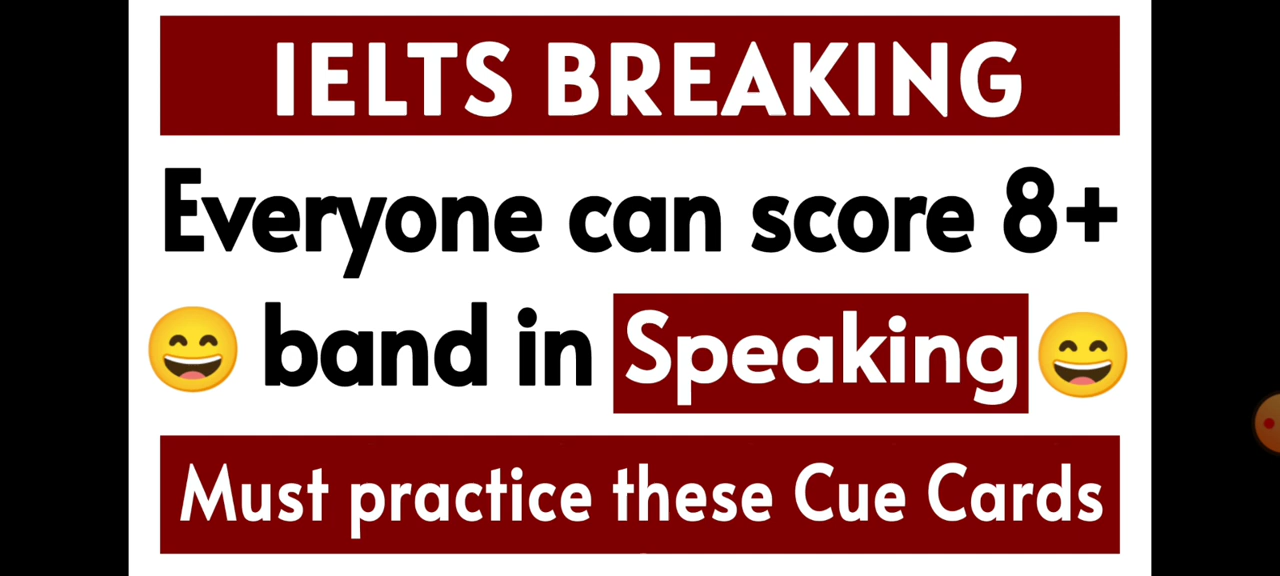 IELTS BREAKING
Everyone can score 8+
😄 band in Speaking 😄
Must practice these Cue Cards